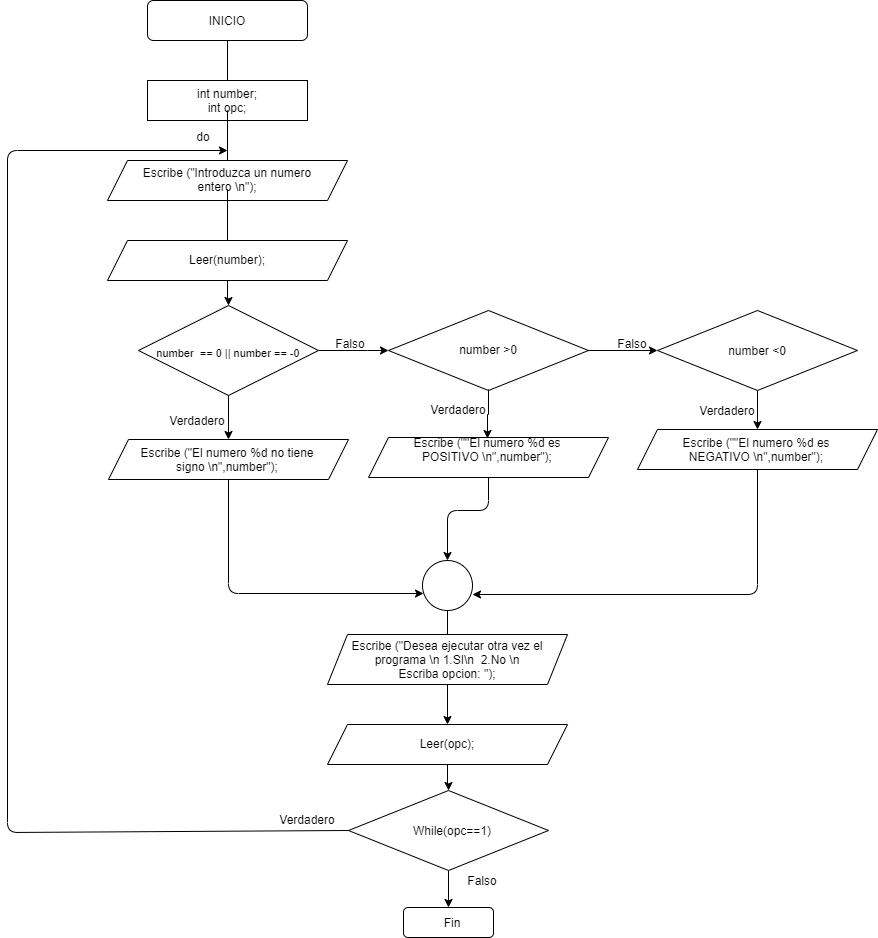 INICIO
int number;
int opc;
do
Escribe ("Introduzca un numero
entero \n");
Leer(number);
number == 0 || number == -0
Falso
number >0
Falso
number <0
Verdadero
Verdadero
Verdadero
Escribe ("El numero %d no tiene
signo \n",number");
Escribe (""El numero %d es
POSITIVO \n",number");
Escribe (""El numero %d es
NEGATIVO \n",number");
Escribe ("Desea ejecutar otra vez el
programa \n 1.SI\n 2.No \n
Escriba opcion: ");
Leer(opc);
Verdadero
While(opc==1)
Falso
Fin